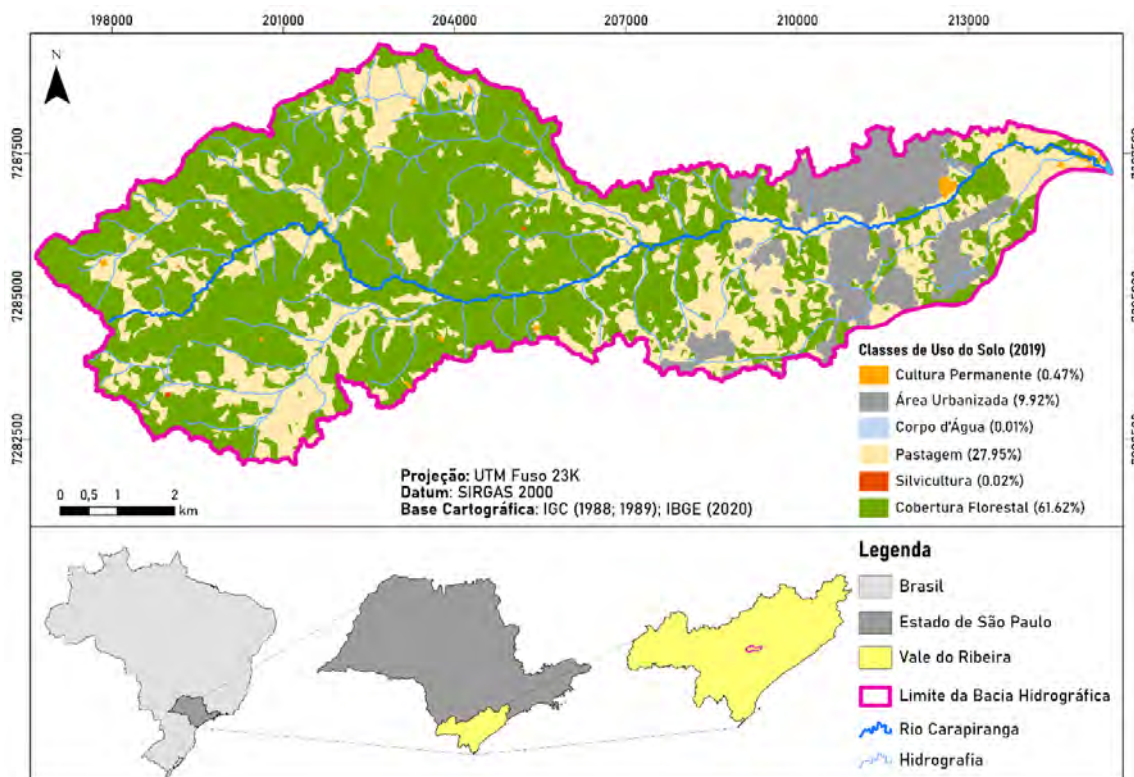 198000 201000 204000 207000 210000 213000
N
7287500 7287500
7285000 7285000
7282500 7282500
Classes de Uso do Solo (2019)
Cultura Permanente (0.47%)
Área Urbanizada (9.92%)
Corpo d'Água (0.01%)
Pastagem (27.95%)
Silvicultura (0.02%)
Cobertura Florestal (61.62%)
Projeção: UTM Fuso 23K
Datum: SIRGAS 2000
Base Cartográfica: IGC (1988; 1989); IBGE (2020)
0 0,5 1 2
km
Legenda
Brasil
Estado de São Paulo
Vale do Ribeira
Limite da Bacia Hidrográfica
Rio Carapiranga
Hidrografia